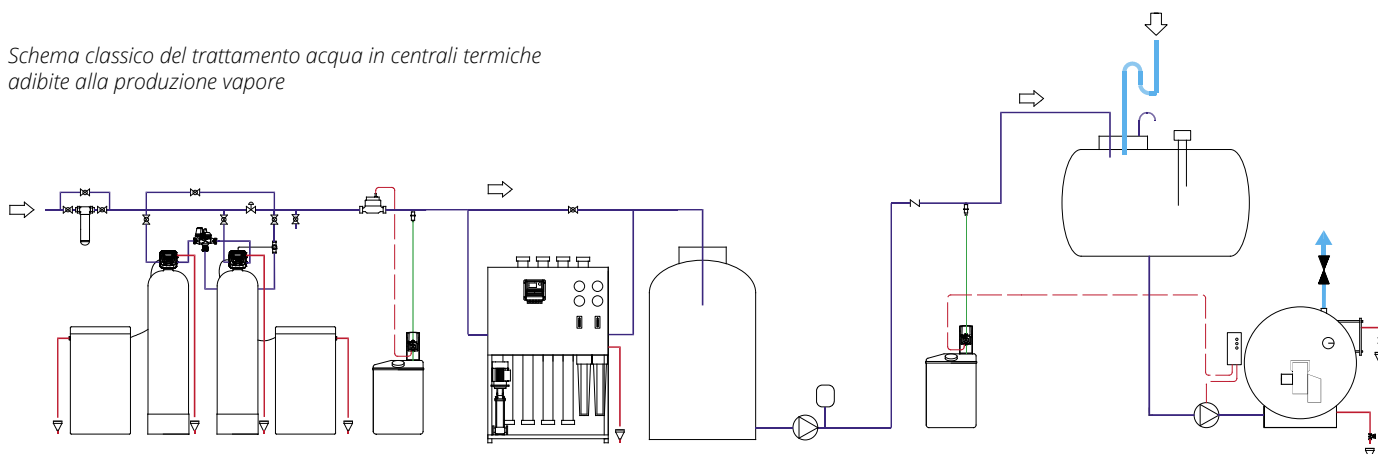 Schema classico del trattamento acqua in centrali termiche
adibite alla produzione vapore